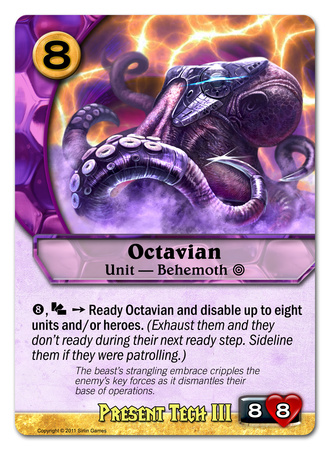 8
Octavian
Unit — Behemoth
8, → Ready Octavian and disable up to eight
units and/or heroes. (Exhaust them and they
don't ready during their next ready step. Sideline
them if they were patrolling.)
The beast's strangling embrace cripples the
enemy's key forces as it dismantles their
base of operations.
Present Tech III
8 8
Copyright © 2011 Sirlin Games